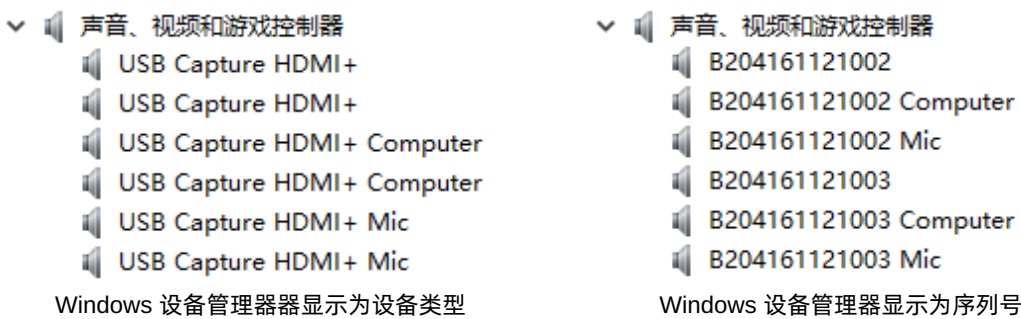 声音、视频和游戏控制器
USB Capture HDMI+
USB Capture HDMI+
USB Capture HDMI+ Computer
USB Capture HDMI+ Computer
USB Capture HDMI+ Mic
USB Capture HDMI+ Mic
Windows 设备管理器器显示为设备类型
声音、视频和游戏控制器
B204161121002
B204161121002 Computer
B204161121002 Mic
B204161121003
B204161121003 Computer
B204161121003 Mic
Windows 设备管理器显示为序列号